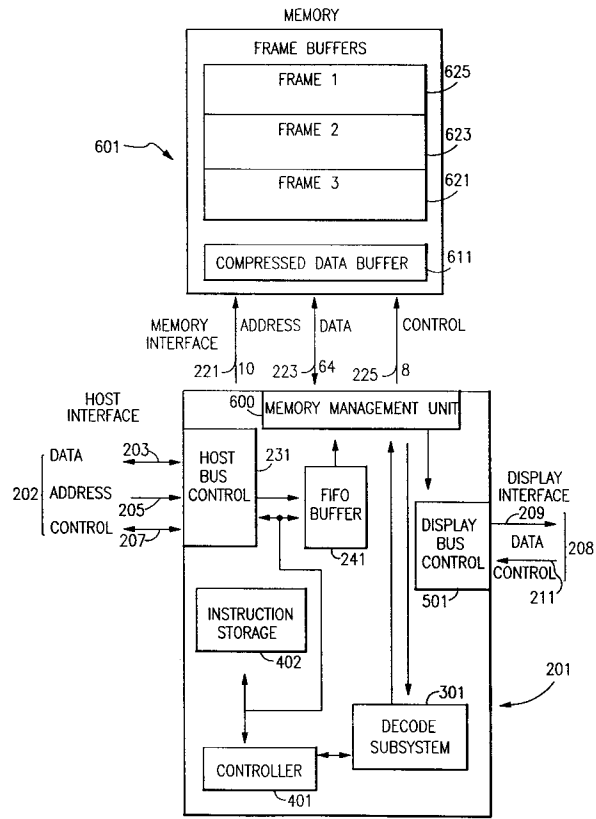 MEMORY
FRAME BUFFERS
FRAME 1
625
FRAME 2
623
601
FRAME 3
621
COMPRESSED DATA BUFFER
611
MEMORY INTERFACE
ADDRESS
DATA
CONTROL
221
10
223
64
225
8
HOST INTERFACE
600
MEMORY MANAGEMENT UNIT
202
DATA
203
ADDRESS
205
CONTROL
207
HOST
BUS
CONTROL
231
FIFO
BUFFER
241
DISPLAY
BUS
CONTROL
501
DISPLAY
INTERFACE
209
DATA
CONTROL
211
208
INSTRUCTION
STORAGE
402
301
DECODE
SUBSYSTEM
201
CONTROLLER
401